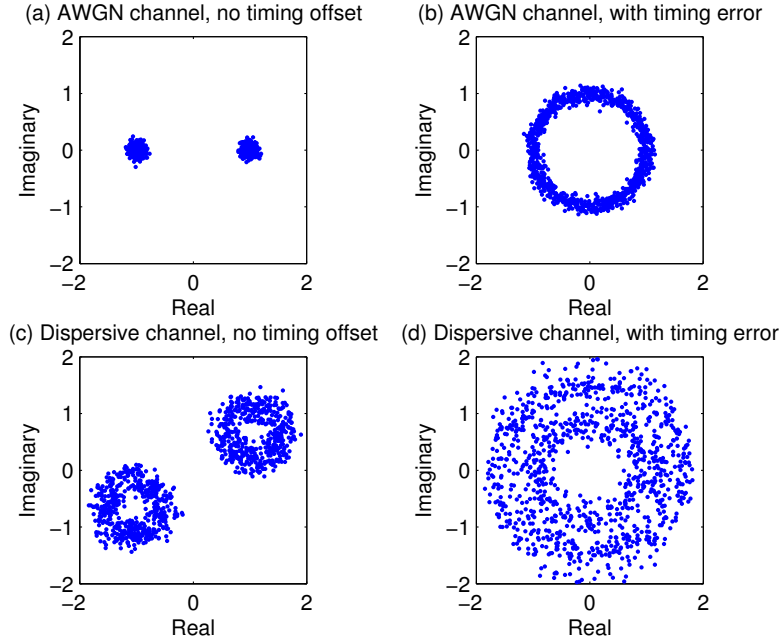 (a) AWGN channel, no timing offset
2
1
0
−1
−2
Imaginary
−2
0
2
Real
(b) AWGN channel, with timing error
2
1
0
−1
−2
Imaginary
−2
0
2
Real
(c) Dispersive channel, no timing offset
2
1
0
−1
−2
Imaginary
−2
0
2
Real
(d) Dispersive channel, with timing error
2
1
0
−1
−2
Imaginary
−2
0
2
Real